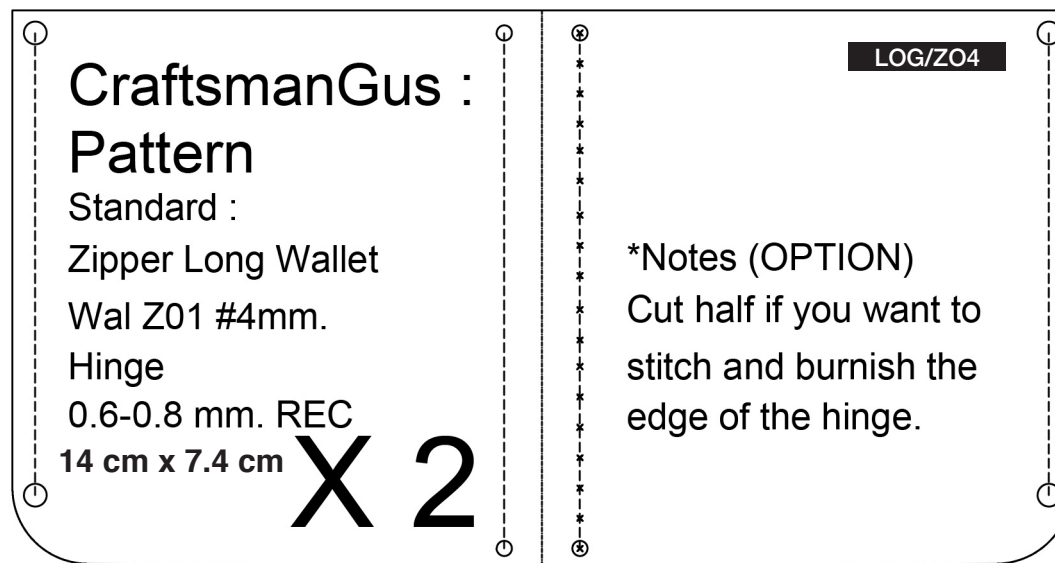 CraftsmanGus :
Pattern
Standard :
Zipper Long Wallet
Wal Z01 #4mm.
Hinge
0.6-0.8 mm. REC
14 cm x 7.4 cm
X 2
LOG/ZO4
*Notes (OPTION)
Cut half if you want to
stitch and burnish the
edge of the hinge.